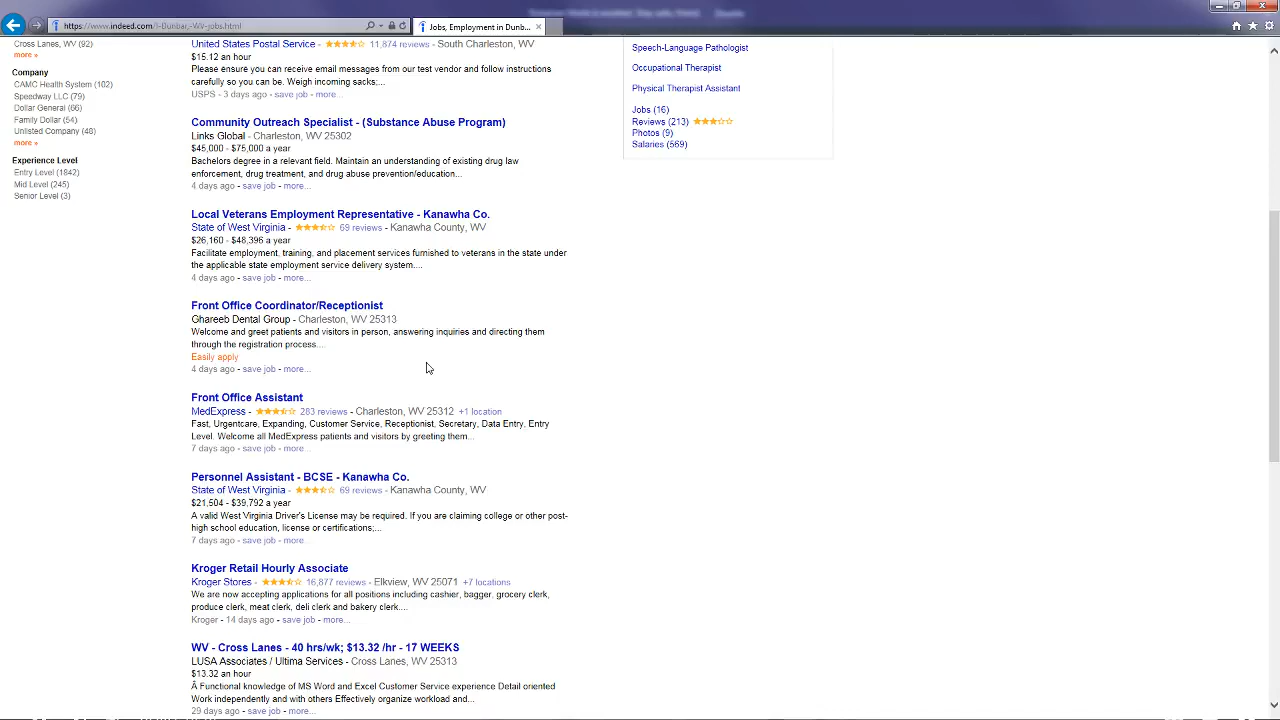 https://www.indeed.com/l-Dunbar,-WV-jobs.html
Jobs, Employment in Dunb...
Cross Lanes, WV (92)
more »
Company
CAMC Health System (102)
Speedway LLC (79)
Dollar General (66)
Family Dollar (54)
Unlisted Company (48)
more »
Experience Level
Entry Level (1842)
Mid Level (245)
Senior Level (3)
United States Postal Service - 11,874 reviews - South Charleston, WV
$15.12 an hour
Please ensure you can receive email messages from our test vendor and follow instructions
carefully so you can be. Weigh incoming sacks;...
USPS - 3 days ago - save job - more...
Community Outreach Specialist - (Substance Abuse Program)
Links Global - Charleston, WV 25302
$45,000 - $75,000 a year
Bachelors degree in a relevant field. Maintain an understanding of existing drug law
enforcement, drug treatment, and drug abuse prevention/education...
4 days ago - save job - more...
Local Veterans Employment Representative - Kanawha Co.
State of West Virginia - 69 reviews - Kanawha County, WV
$26,160 - $48,396 a year
Facilitate employment, training, and placement services furnished to veterans in the state under
the applicable state employment service delivery system....
4 days ago - save job - more...
Front Office Coordinator/Receptionist
Ghareeb Dental Group - Charleston, WV 25313
Welcome and greet patients and visitors in person, answering inquiries and directing them
through the registration process....
Easily apply
4 days ago - save job - more...
Front Office Assistant
MedExpress - 283 reviews - Charleston, WV 25312 +1 location
Fast, Urgentcare, Expanding, Customer Service, Receptionist, Secretary, Data Entry, Entry
Level. Welcome all MedExpress patients and visitors by greeting them...
7 days ago - save job - more...
Personnel Assistant - BCSE - Kanawha Co.
State of West Virginia - 69 reviews - Kanawha County, WV
$21,504 - $39,792 a year
A valid West Virginia Driver's License may be required. If you are claiming college or other post-
high school education, license or certifications;...
7 days ago - save job - more...
Kroger Retail Hourly Associate
Kroger Stores - 16,877 reviews - Elkview, WV 25071 +7 locations
We are now accepting applications for all positions including cashier, bagger, grocery clerk,
produce clerk, meat clerk, deli clerk and bakery clerk....
Kroger - 14 days ago - save job - more...
WV - Cross Lanes - 40 hrs/wk; $13.32 /hr - 17 WEEKS
LUSA Associates / Ultima Services - Cross Lanes, WV 25313
$13.32 an hour
Â Functional knowledge of MS Word and Excel Customer Service experience Detail oriented
Work independently and with others Effectively organize workload and...
29 days ago - save job - more...
Speech-Language Pathologist
Occupational Therapist
Physical Therapist Assistant
Jobs (16)
Reviews (213)
Photos (9)
Salaries (569)